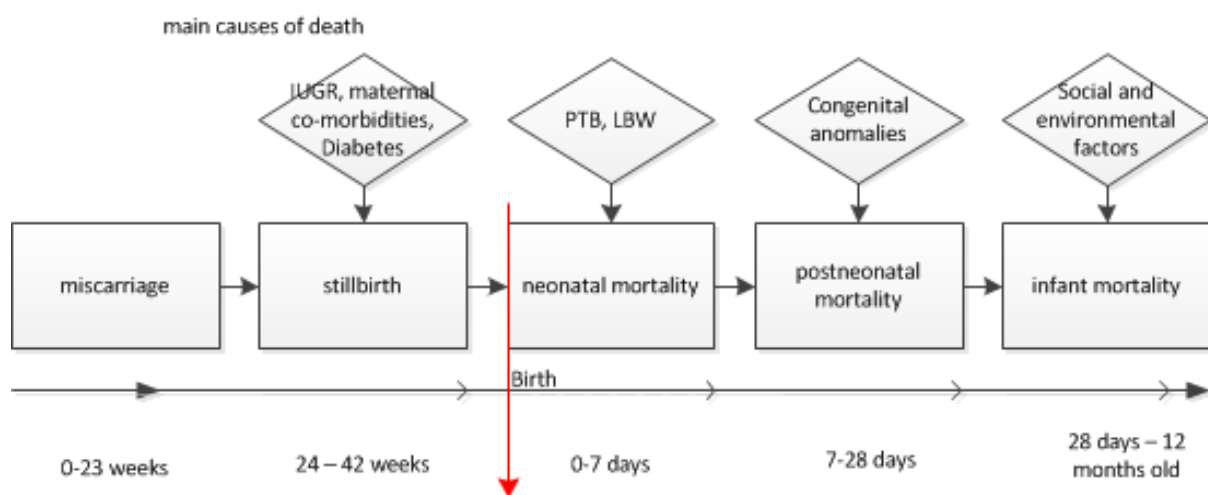 main causes of death
IUGR, maternal
co-morbidities,
Diabetes
PTB, LBW
Congenital
anomalies
Social and
environmental
factors
miscarriage
stillbirth
neonatal mortality
postneonatal
mortality
infant mortality
Birth
0-23 weeks
24 – 42 weeks
0-7 days
7-28 days
28 days – 12
months old